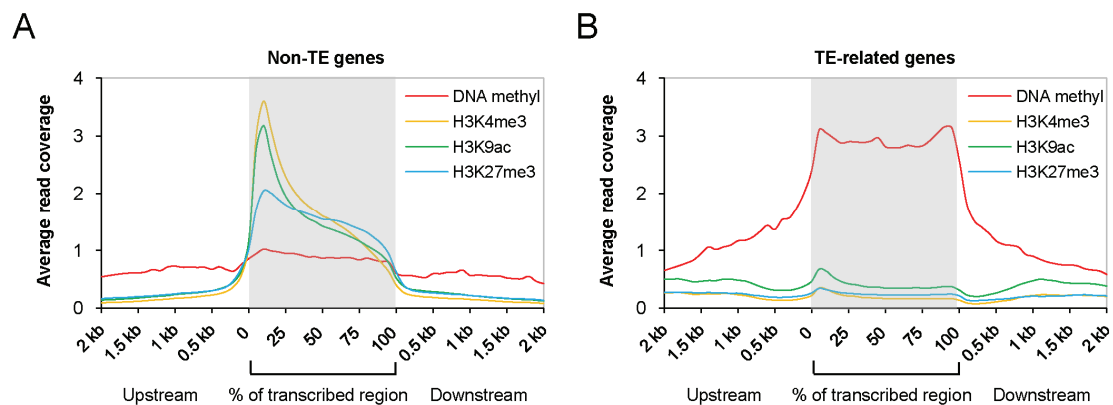 A
Non-TE genes
Average read coverage
4
3
2
1
0
DNA methyl
H3K4me3
H3K9ac
H3K27me3
2 kb
1.5 kb
1 kb
0.5 kb
0
25
50
75
100
0.5 kb
1 kb
1.5 kb
2 kb
Upstream
% of transcribed region
Downstream
B
TE-related genes
Average read coverage
4
3
2
1
0
DNA methyl
H3K4me3
H3K9ac
H3K27me3
2 kb
1.5 kb
1 kb
0.5 kb
0
25
50
75
100
0.5 kb
1 kb
1.5 kb
2 kb
Upstream
% of transcribed region
Downstream